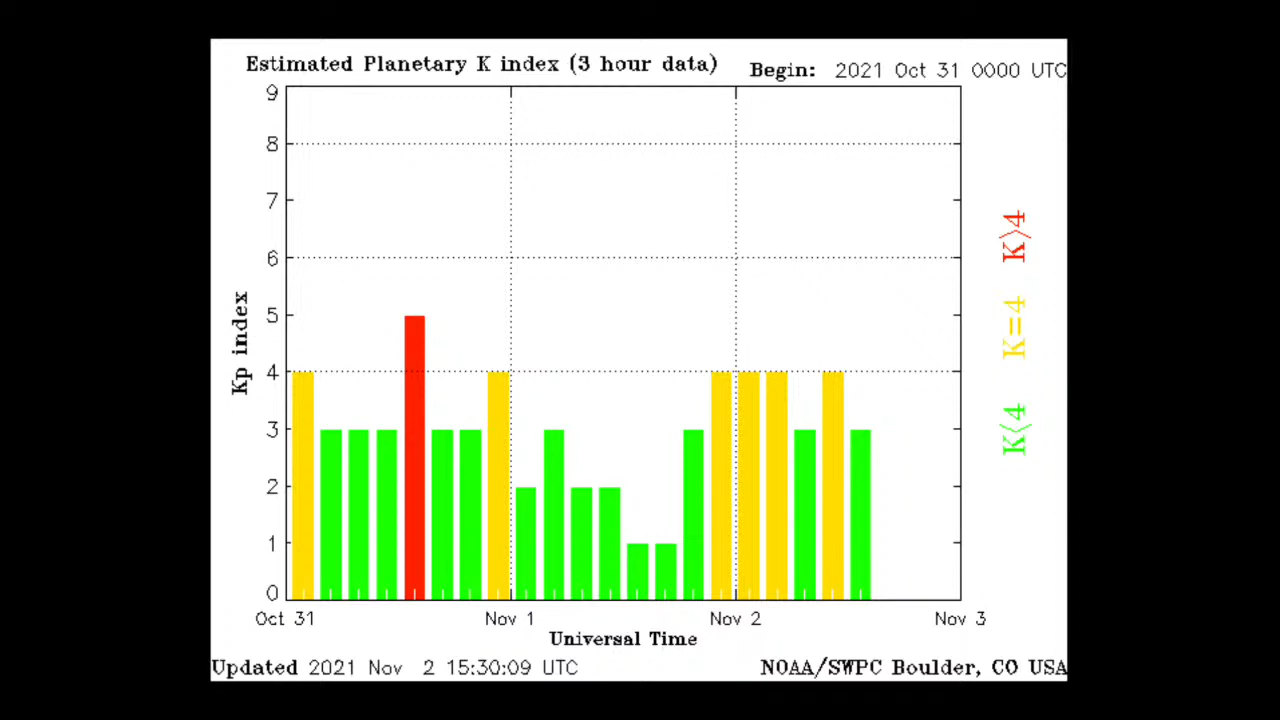 Estimated Planetary K index (3 hour data) Begin: 2021 Oct 31 0000 UTC
9
8
7
6
5
4
3
2
1
0
Kp index
K>4
K=4
K<4
Oct 31 Nov 1 Nov 2 Nov 3
Universal Time
Updated 2021 Nov 2 15:30:09 UTC NOAA/SWPC Boulder, CO USA